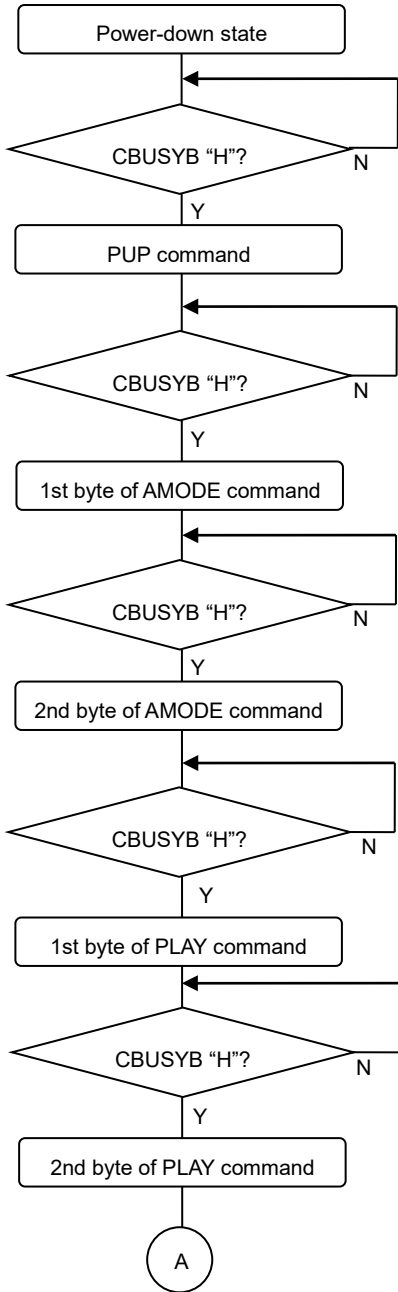 Power-down state
CBUSYB “H”?
N
Y
PUP command
CBUSYB “H”?
N
Y
1st byte of AMODE command
CBUSYB “H”?
N
Y
2nd byte of AMODE command
CBUSYB “H”?
N
Y
1st byte of PLAY command
CBUSYB “H”?
N
Y
2nd byte of PLAY command
A